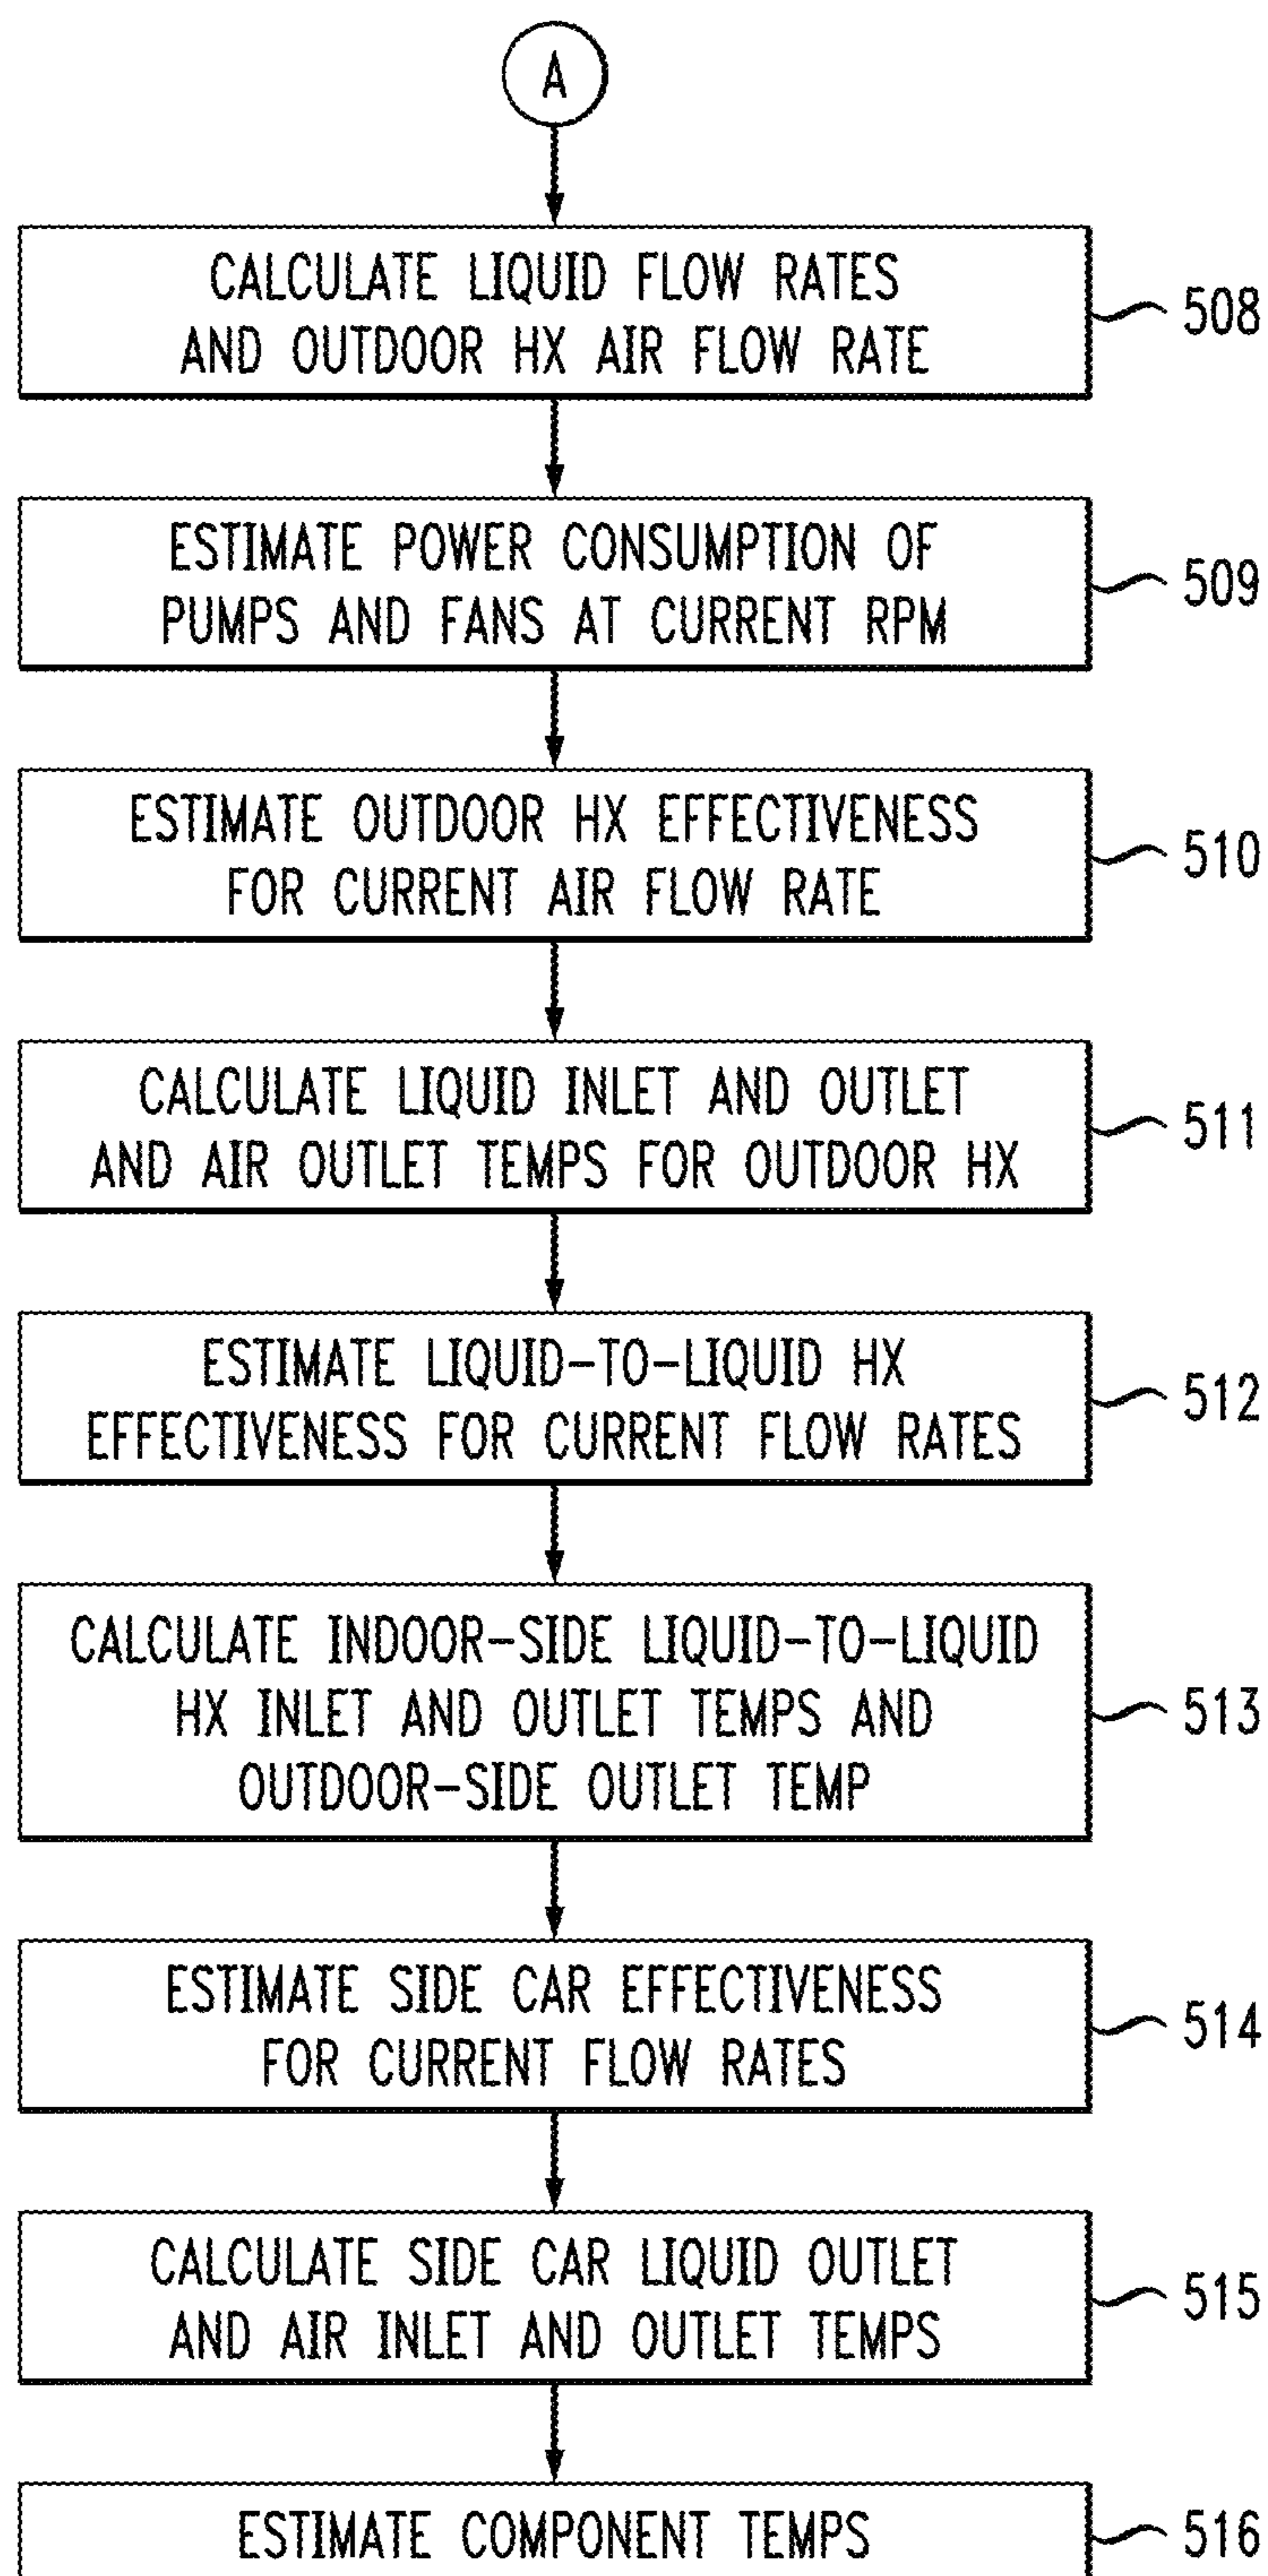 A
CALCULATE LIQUID FLOW RATES
AND OUTDOOR HX AIR FLOW RATE
508
ESTIMATE POWER CONSUMPTION OF
PUMPS AND FANS AT CURRENT RPM
509
ESTIMATE OUTDOOR HX EFFECTIVENESS
FOR CURRENT AIR FLOW RATE
510
CALCULATE LIQUID INLET AND OUTLET
AND AIR OUTLET TEMPS FOR OUTDOOR HX
511
ESTIMATE LIQUID-TO-LIQUID HX
EFFECTIVENESS FOR CURRENT FLOW RATES
512
CALCULATE INDOOR-SIDE LIQUID-TO-LIQUID
HX INLET AND OUTLET TEMPS AND
OUTDOOR-SIDE OUTLET TEMP
513
ESTIMATE SIDE CAR EFFECTIVENESS
FOR CURRENT FLOW RATES
514
CALCULATE SIDE CAR LIQUID OUTLET
AND AIR INLET AND OUTLET TEMPS
515
ESTIMATE COMPONENT TEMPS
516